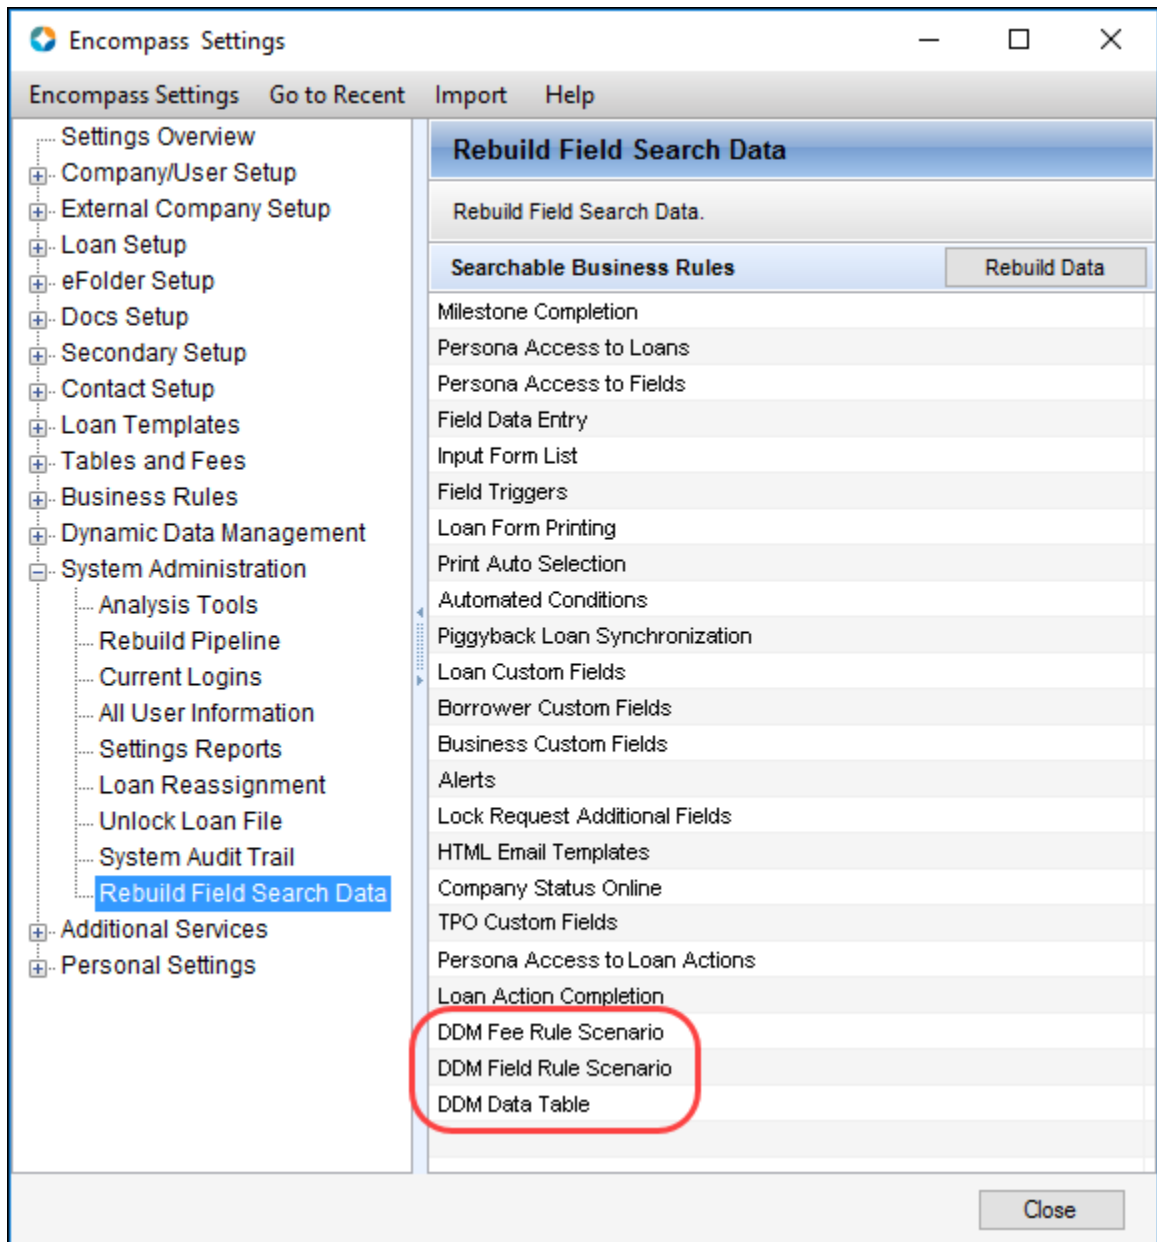 Encompass Settings
Encompass Settings Go to Recent Import Help
Settings Overview
Company/User Setup
External Company Setup
Loan Setup
eFolder Setup
Docs Setup
Secondary Setup
Contact Setup
Loan Templates
Tables and Fees
Business Rules
Dynamic Data Management
System Administration
Analysis Tools
Rebuild Pipeline
Current Logins
All User Information
Settings Reports
Loan Reassignment
Unlock Loan File
System Audit Trail
Rebuild Field Search Data
Additional Services
Personal Settings
Rebuild Field Search Data
Rebuild Field Search Data.
Searchable Business Rules Rebuild Data
Milestone Completion
Persona Access to Loans
Persona Access to Fields
Field Data Entry
Input Form List
Field Triggers
Loan Form Printing
Print Auto Selection
Automated Conditions
Piggyback Loan Synchronization
Loan Custom Fields
Borrower Custom Fields
Business Custom Fields
Alerts
Lock Request Additional Fields
HTML Email Templates
Company Status Online
TPO Custom Fields
Persona Access to Loan Actions
Loan Action Completion
DDM Fee Rule Scenario
DDM Field Rule Scenario
DDM Data Table
Close